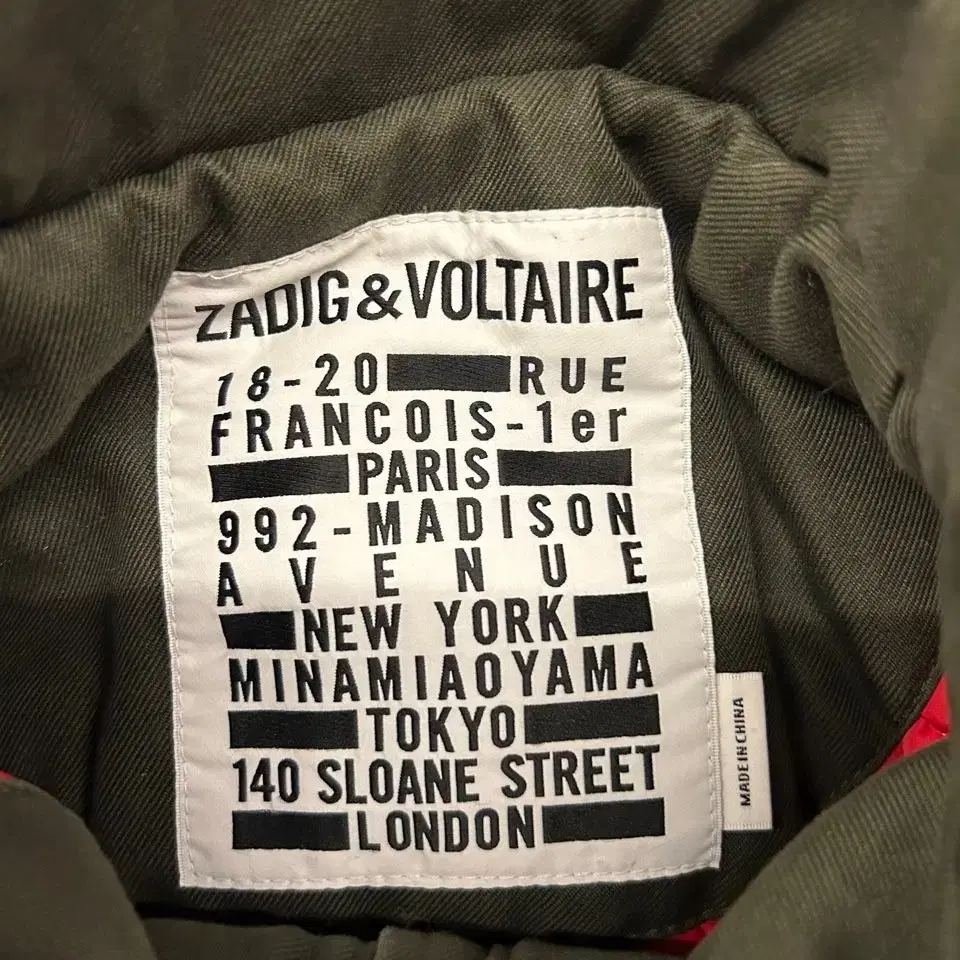 ZADIG&VOLTAIRE
18-20 RUE
FRANCOIS-1er
PARIS
992-MADISON
AVENUE
NEW YORK
MINAMIAOYAMA
TOKYO
140 SLOANE STREET
LONDON
MADE IN CHINA